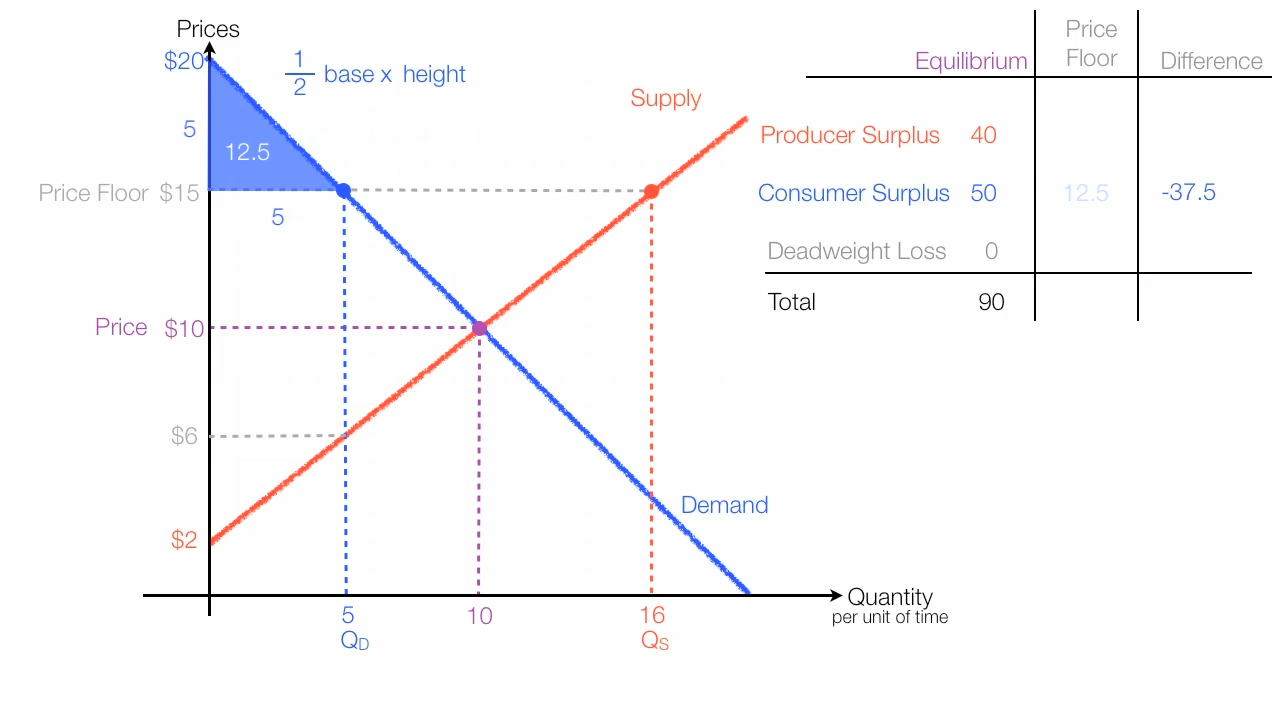 Prices
$20
1
2
base x height
5
12.5
Price Floor $15
5
Price $10
$6
$2
Supply
Demand
5
QD
10
16
QS
Quantity
per unit of time
Equilibrium
Price
Floor
Difference
Producer Surplus 40
Consumer Surplus 50 12.5 -37.5
Deadweight Loss 0
Total 90